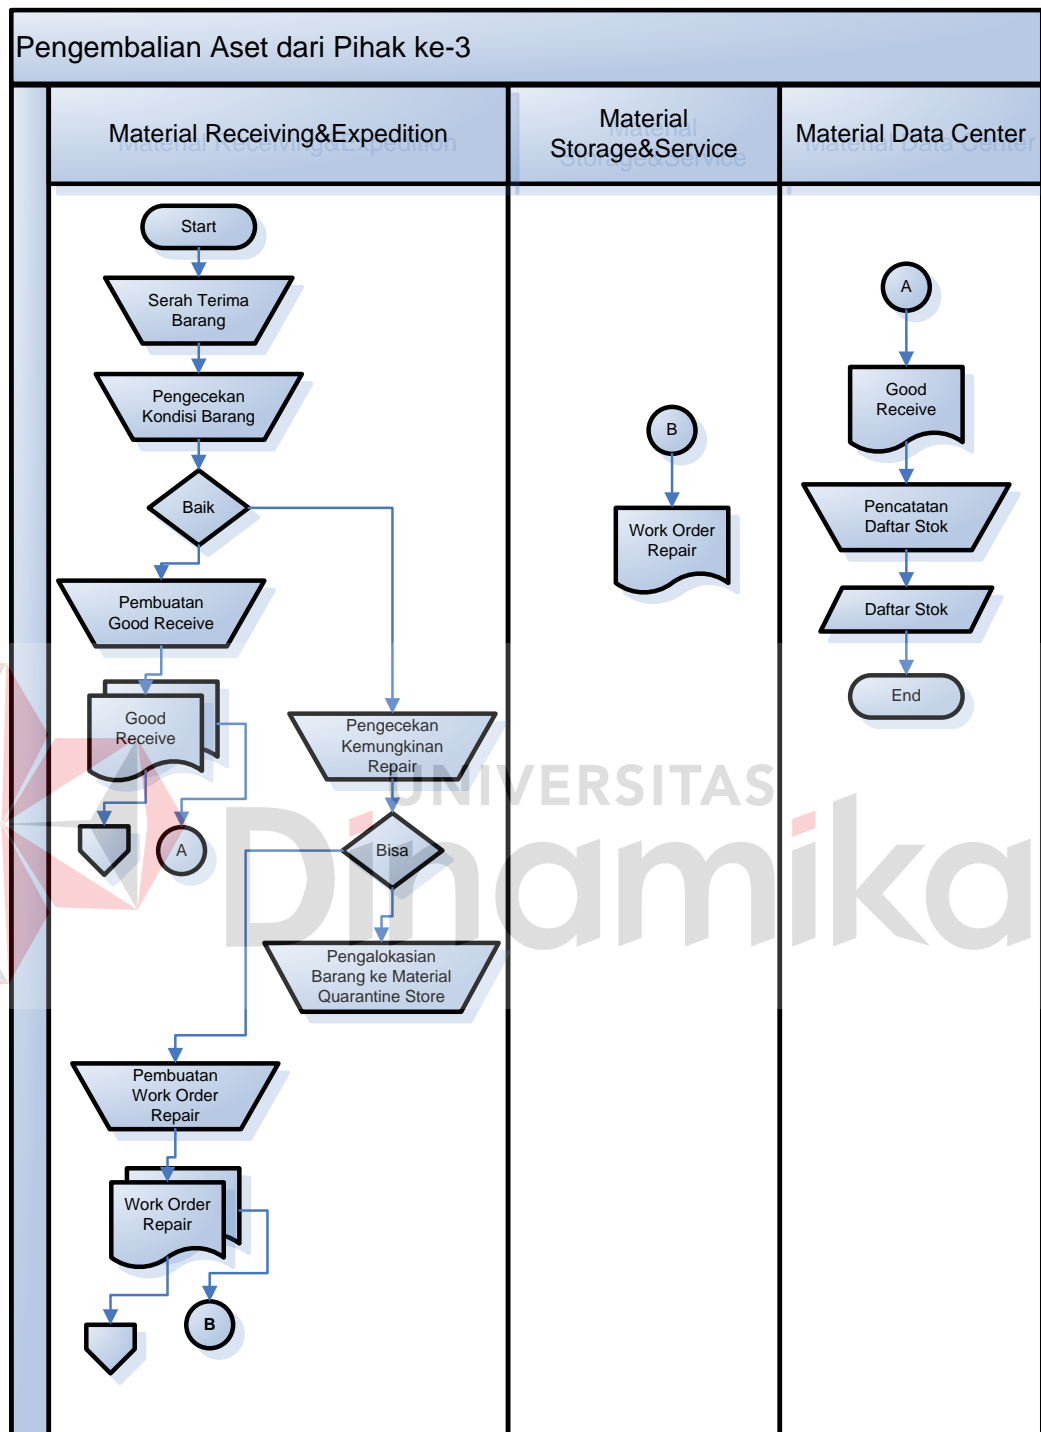 Pengembalian Aset dari Pihak ke-3
Material Receiving&Expedition
Material
Storage&Service
Material Data Center
Start
Serah Terima
Barang
Pengecekan
Kondisi Barang
Baik
Pembuatan
Good Receive
Good
Receive
A
Pengecekan
Kemungkinan
Repair
Bisa
Pengalokasian
Barang ke Material
Quarantine Store
Pembuatan
Work Order
Repair
Work Order
Repair
B
B
Work Order
Repair
A
Good
Receive
Pencatatan
Daftar Stok
Daftar Stok
End
UNIVERSITAS
Dinamika